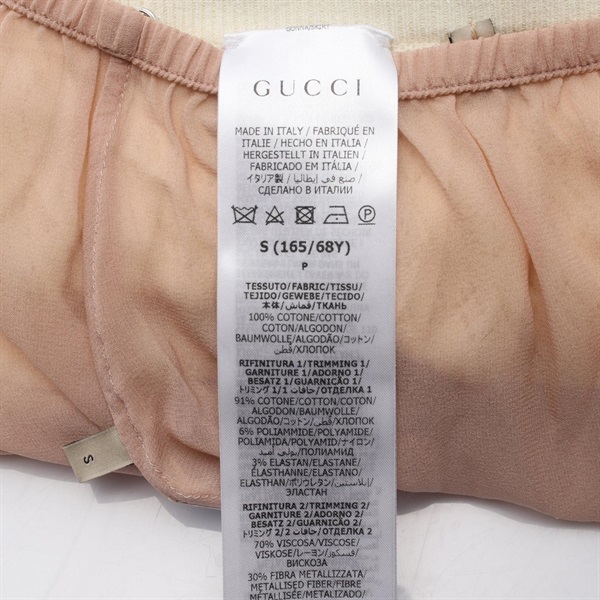 DONNA/SKIRT
GUCCI
MADE IN ITALY / FABRIQUÉ EN
ITALIE / HECHO EN ITALIA /
HERGESTELLT IN ITALIEN /
FABRICADO EM ITÁLIA /
イタリア製 / صنع في إيطاليا /
СДЕЛАНО В ИТАЛИИ
P
S (165/68Y)
P
TESSUTO/FABRIC/TISSU/
TEJIDO/GEWEBE/TECIDO/
本体/قماش/ТКАНЬ
100% COTONE/COTTON/
COTON/ALGODON/
BAUMWOLLE/ALGODÃO/コットン/
قطن/ХЛОПОК
RIFINITURA 1/TRIMMING 1/
GARNITURE 1/ADORNO 1/
BESATZ 1/GUARNIÇÃO 1/
トリミング 1/حافات 1/ОТДЕЛКА 1
91% COTONE/COTTON/COTON/
ALGODON/BAUMWOLLE/
ALGODÃO/コットン/قطن/ХЛОПОК
6% POLIAMMIDE/POLYAMIDE/
POLIAMIDA/POLYAMID/ナイロン/
بولي أميد/ПОЛИАМИД
3% ELASTAN/ELASTANE/
ELASTHANNE/ELASTANO/
ELASTHAN/ポリウレタン/إيلاستين/
ЭЛАСТАН
RIFINITURA 2/TRIMMING 2/
GARNITURE 2/ADORNO 2/
BESATZ 2/GUARNIÇÃO 2/
トリミング 2/حافات 2/ОТДЕЛКА 2
70% VISCOSA/VISCOSE/
VISKOSE/レーヨン/فسكوز/
ВИСКОЗА
30% FIBRA METALLIZZATA/
METALLISED FIBER/FIBRE
S